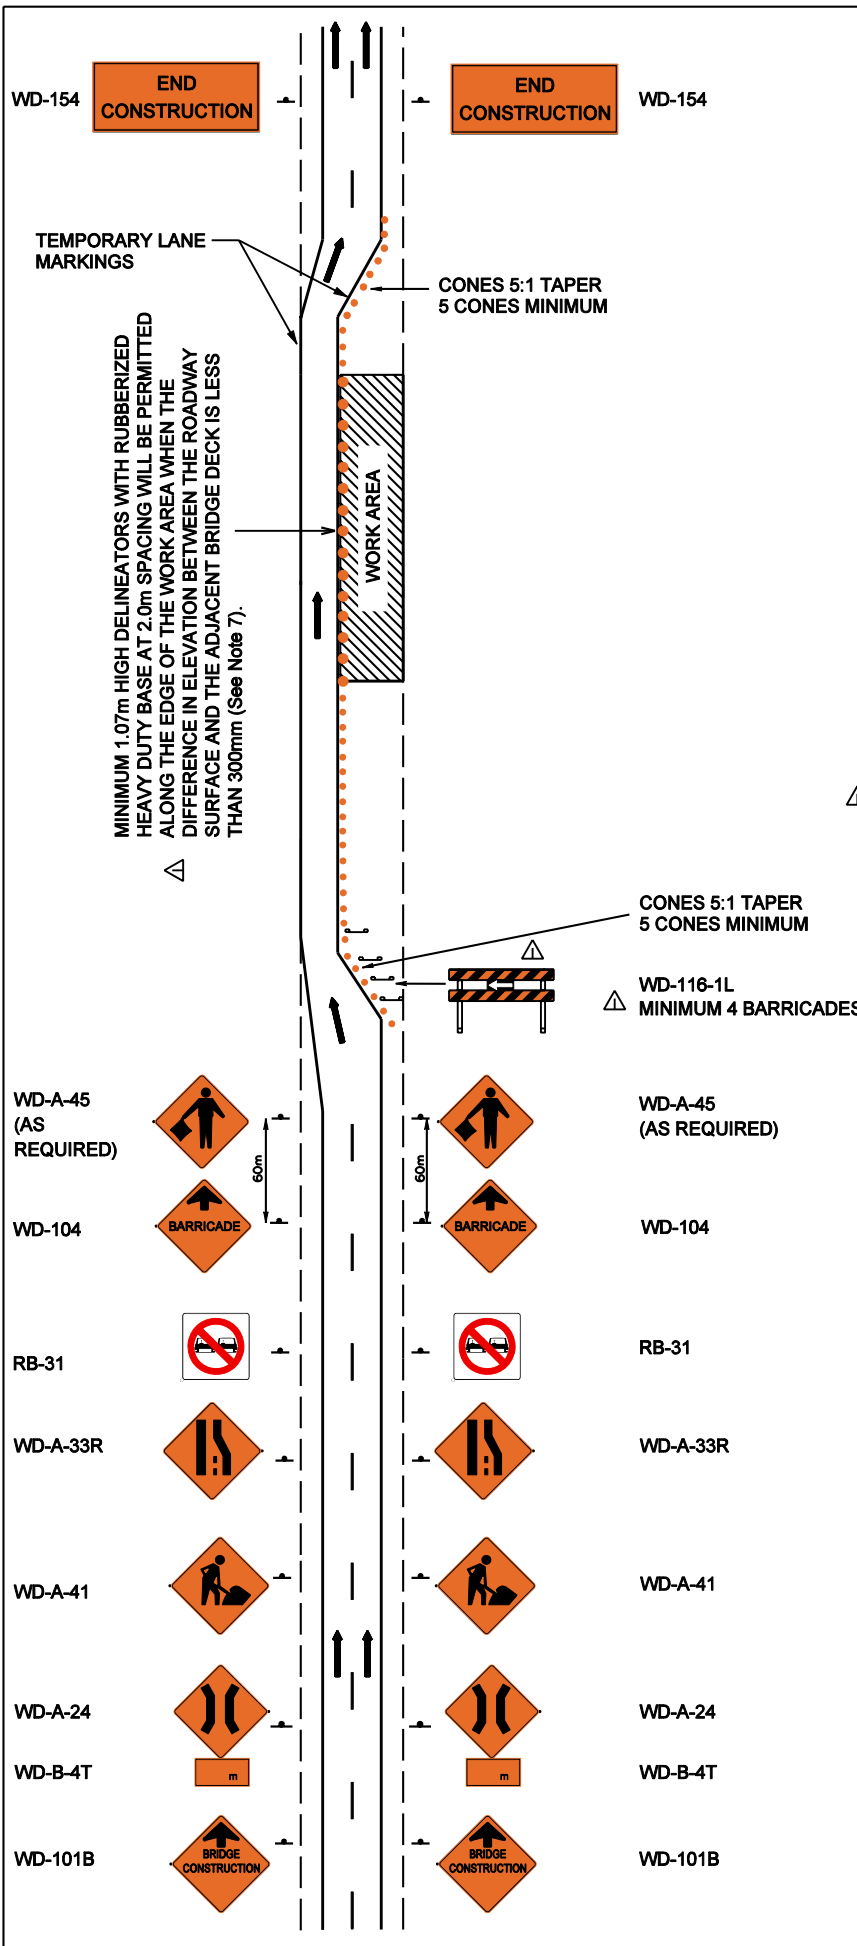 WD-154
END
CONSTRUCTION
END
CONSTRUCTION
WD-154
TEMPORARY LANE
MARKINGS
CONES 5:1 TAPER
5 CONES MINIMUM
MINIMUM 1.07m HIGH DELINEATORS WITH RUBBERIZED
HEAVY DUTY BASE AT 2.0m SPACING WILL BE PERMITTED
ALONG THE EDGE OF THE WORK AREA WHEN THE
DIFFERENCE IN ELEVATION BETWEEN THE ROADWAY
SURFACE AND THE ADJACENT BRIDGE DECK IS LESS
THAN 300mm (See Note 7).
WORK AREA
1
CONES 5:1 TAPER
5 CONES MINIMUM
1
WD-116-1L
1
MINIMUM 4 BARRICADES
WD-A-45
(AS
REQUIRED)
60m
60m
WD-A-45
(AS REQUIRED)
WD-104
BARRICADE
BARRICADE
WD-104
RB-31
RB-31
WD-A-33R
WD-A-33R
WD-A-41
WD-A-41
WD-A-24
WD-A-24
WD-B-4T
m
m
WD-B-4T
WD-101B
BRIDGE
CONSTRUCTION
BRIDGE
CONSTRUCTION
WD-101B